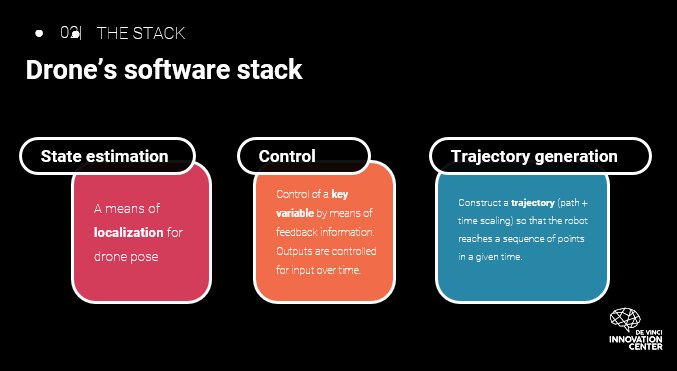 02| THE STACK
Drone's software stack
State estimation
A means of
localization for
drone pose
Control
Control of a key
variable by means of
feedback information.
Outputs are controlled
for input over time.
Trajectory generation
Construct a trajectory (path +
time scaling) so that the robot
reaches a sequence of points
in a given time.
DE VINCI
INNOVATION
CENTER